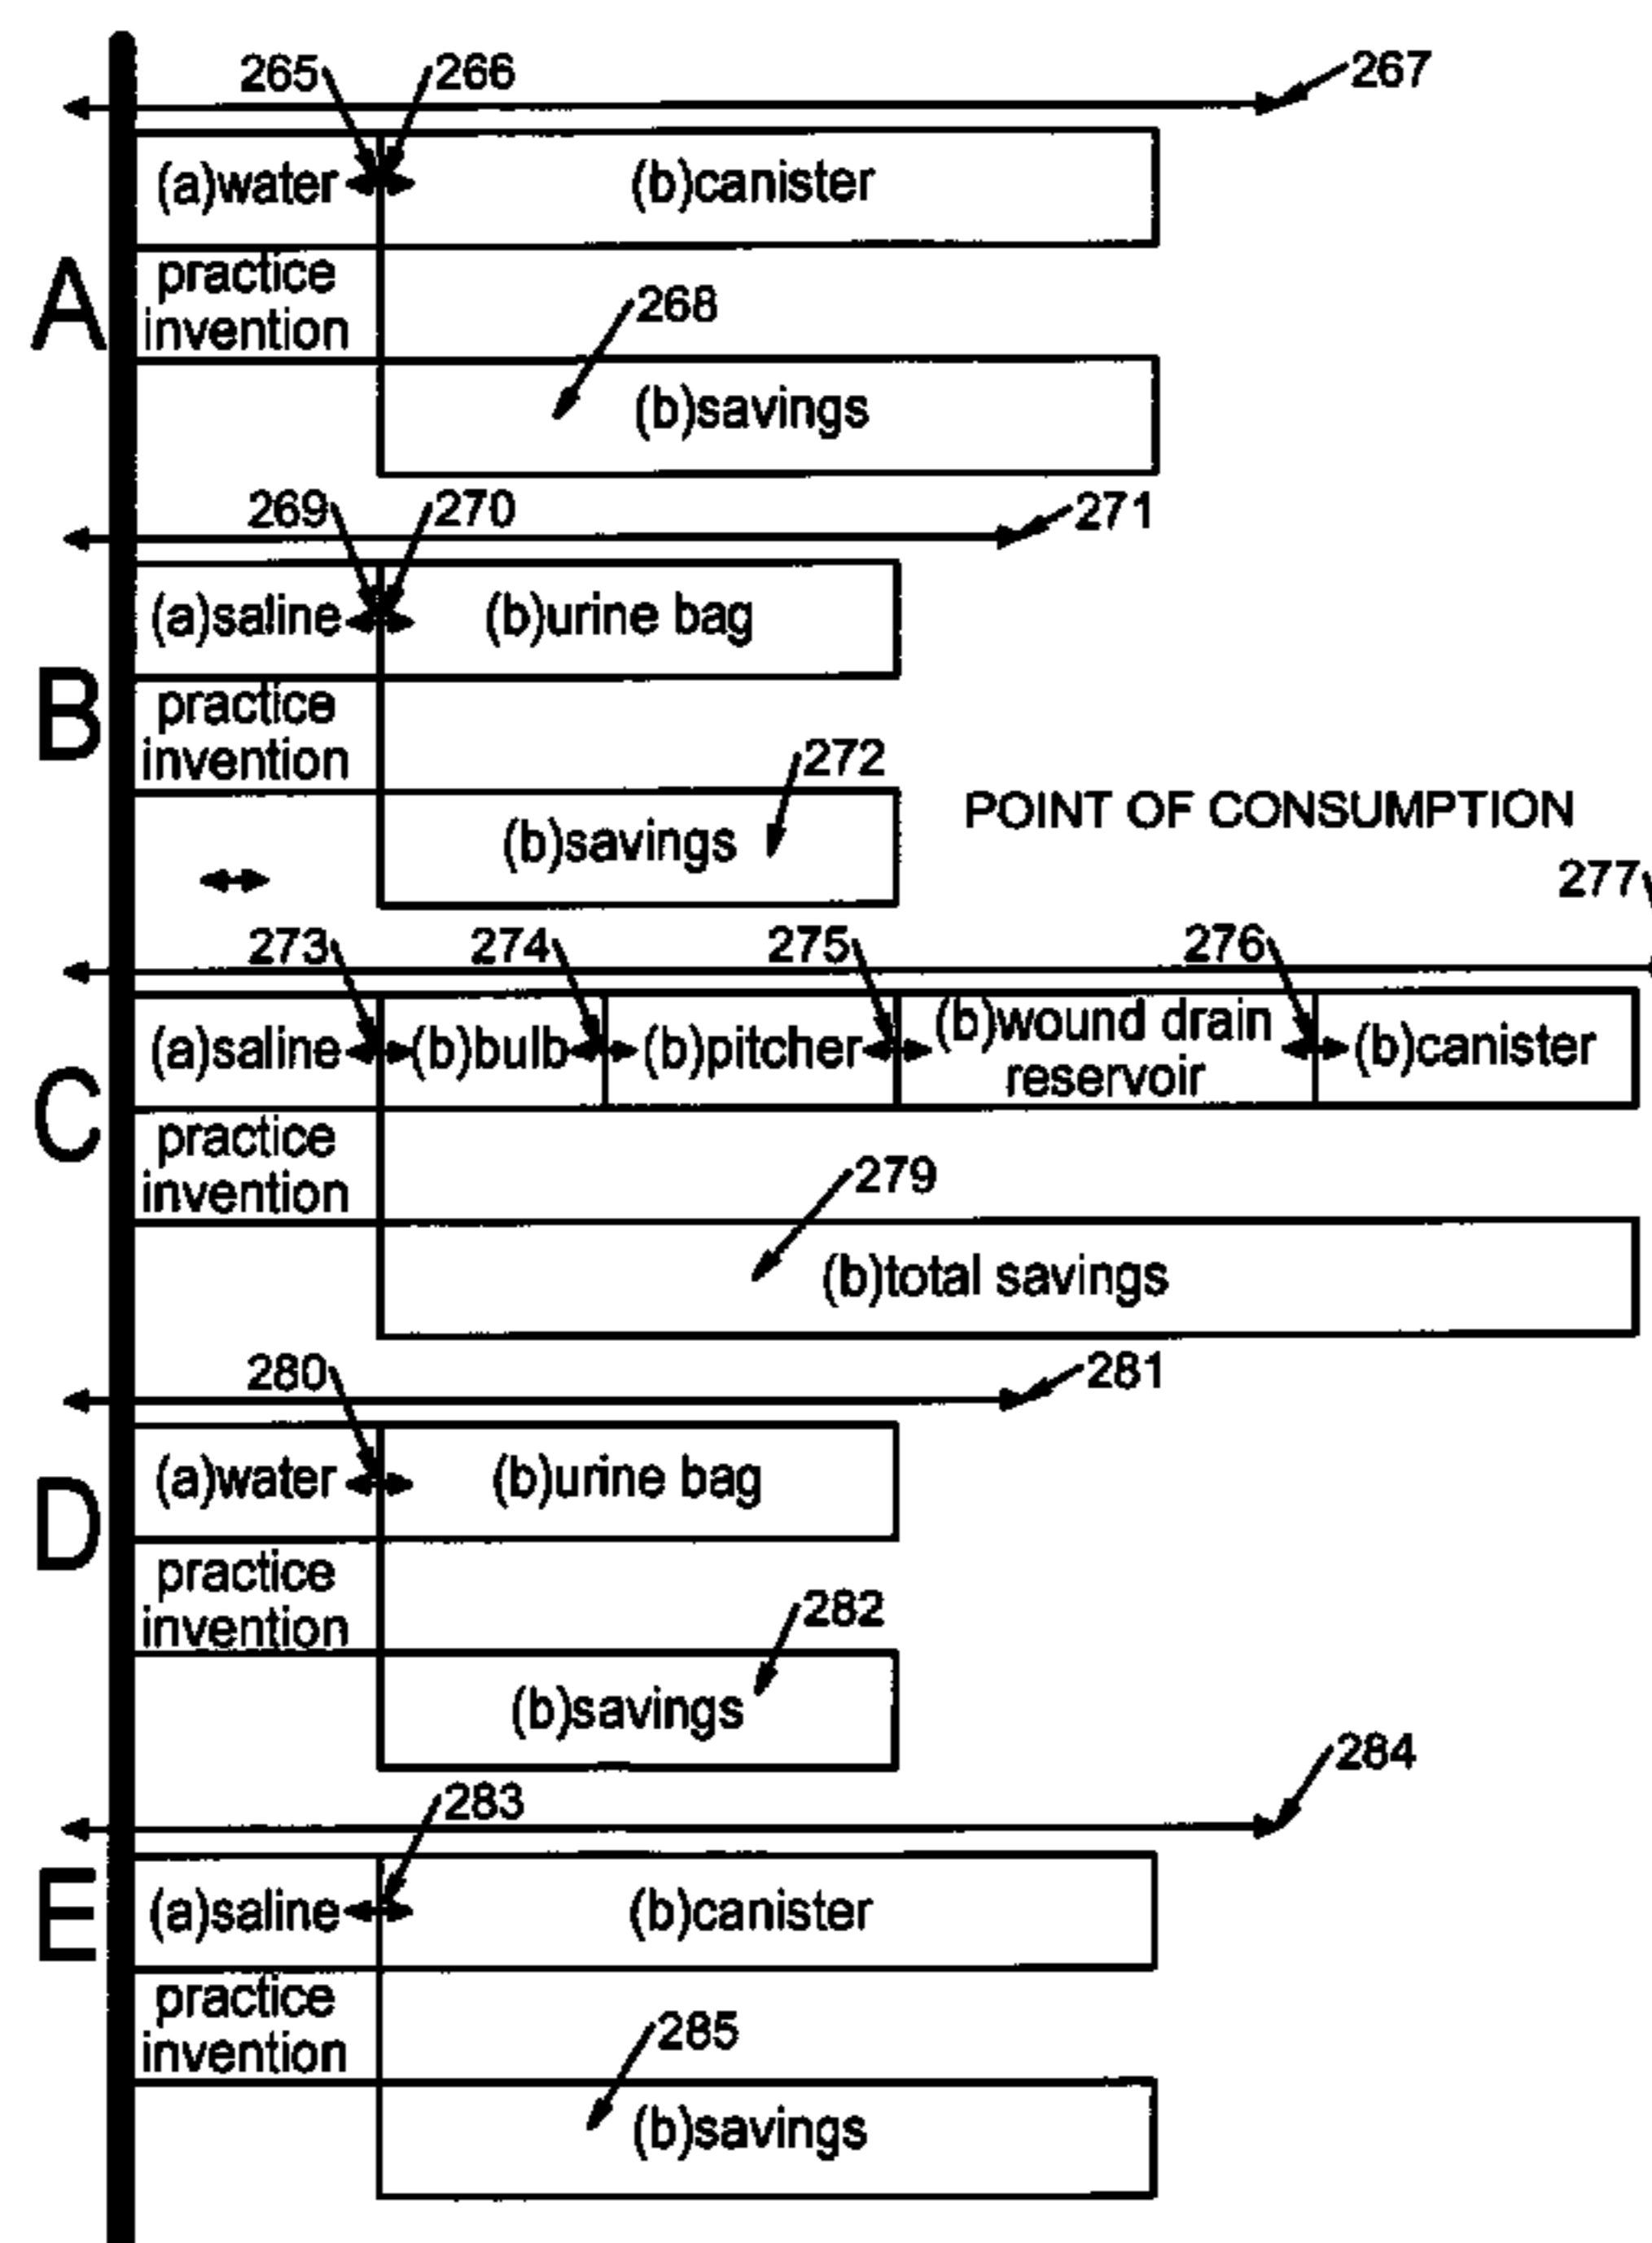 265 266 267
(a)water (b)canister
A
practice
invention
268
(b)savings
269 270 271
(a)saline (b)urine bag
B
practice
invention
272
(b)savings
POINT OF CONSUMPTION
277
273 274 275 276
(a)saline (b)bulb (b)pitcher (b)wound drain
reservoir (b)canister
C
practice
invention
279
(b)total savings
280 281
(a)water (b)urine bag
D
practice
invention
282
(b)savings
283 284
(a)saline (b)canister
E
practice
invention
285
(b)savings